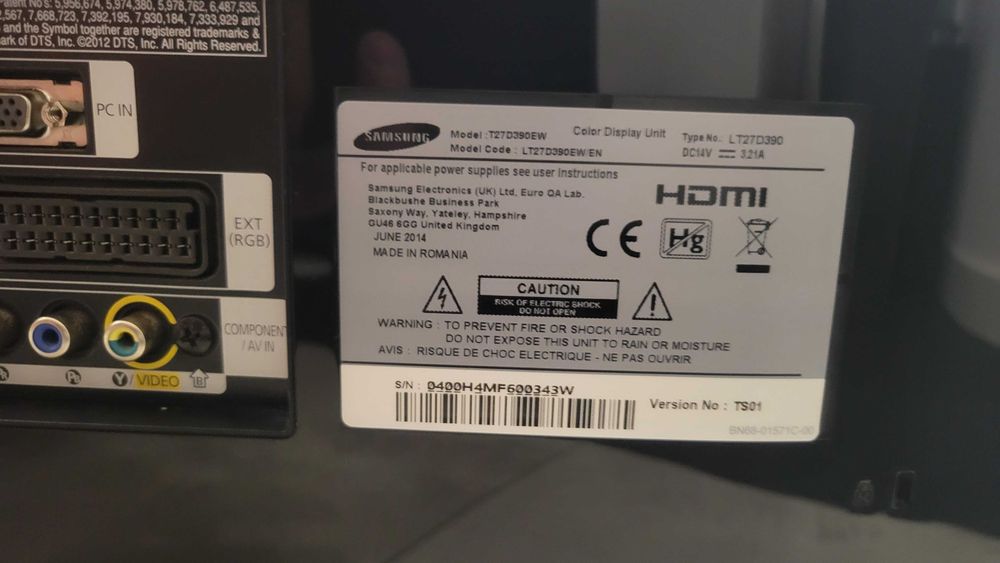 Patent No's: 5,956,674, 5,974,380, 5,978,762, 6,487,535,
2,567, 7,668,723, 7,392,195, 7,930,184, 7,333,929 and
and the Symbol together are registered trademarks &
ark of DTS, Inc. ©2012 DTS, Inc. All Rights Reserved.
PC IN
EXT
(RGB)
COMPONENT
/ AV IN
PB
Y / VIDEO
SAMSUNG
Model : T27D390EW
Model Code : LT27D390EW/EN
Color Display Unit
Type No. LT27D390
DC14V 3.21A
For applicable power supplies see user instructions
Samsung Electronics (UK) Ltd, Euro QA Lab.
Blackbushe Business Park
Saxony Way, Yateley, Hampshire
GU46 6GG United Kingdom
JUNE 2014
MADE IN ROMANIA
HDMI
CE
Hg
CAUTION
RISK OF ELECTRIC SHOCK
DO NOT OPEN
WARNING : TO PREVENT FIRE OR SHOCK HAZARD
DO NOT EXPOSE THIS UNIT TO RAIN OR MOISTURE
AVIS : RISQUE DE CHOC ELECTRIQUE - NE PAS OUVRIR
S/N : 0400H4MF600343W
Version No : TS01
BN68-01571C-00